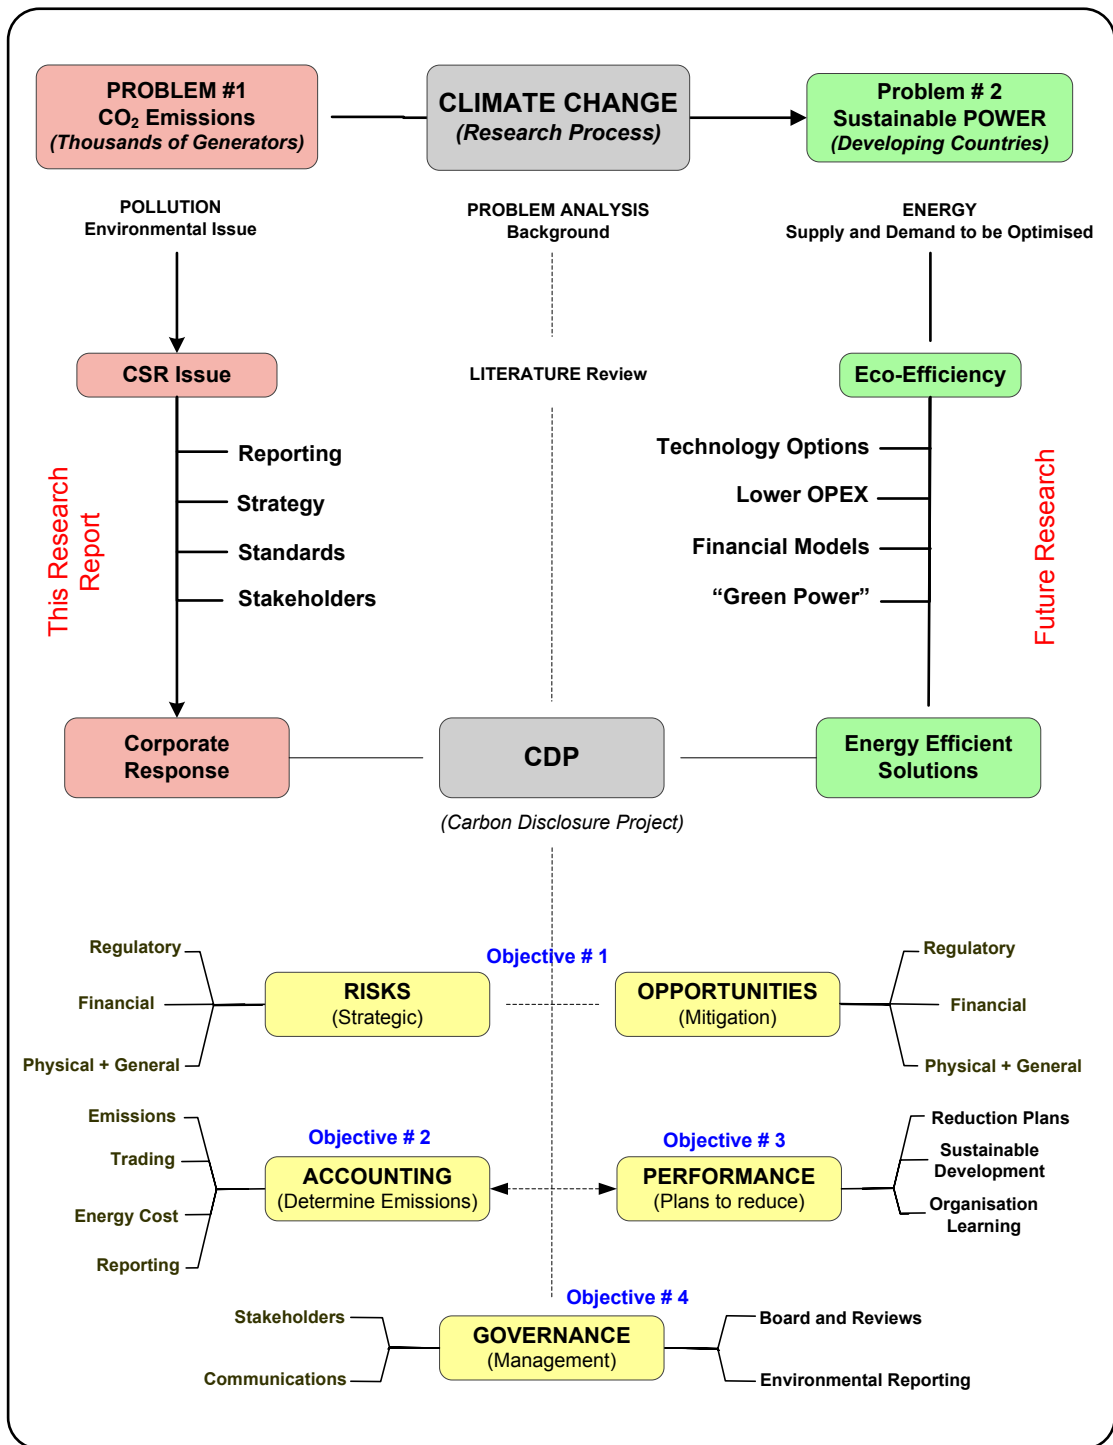 PROBLEM #1
CO₂ Emissions
(Thousands of Generators)
CLIMATE CHANGE
(Research Process)
Problem # 2
Sustainable POWER
(Developing Countries)
POLLUTION
Environmental Issue
PROBLEM ANALYSIS
Background
ENERGY
Supply and Demand to be Optimised
CSR Issue
LITERATURE Review
Eco-Efficiency
This Research
Report
Reporting
Strategy
Standards
Stakeholders
Technology Options
Lower OPEX
Financial Models
“Green Power”
Future Research
Corporate
Response
CDP
(Carbon Disclosure Project)
Energy Efficient
Solutions
Objective # 1
Regulatory
Financial
Physical + General
RISKS
(Strategic)
OPPORTUNITIES
(Mitigation)
Regulatory
Financial
Physical + General
Emissions
Trading
Energy Cost
Reporting
Objective # 2
ACCOUNTING
(Determine Emissions)
Objective # 3
PERFORMANCE
(Plans to reduce)
Reduction Plans
Sustainable
Development
Organisation
Learning
Objective # 4
Stakeholders
Communications
GOVERNANCE
(Management)
Board and Reviews
Environmental Reporting